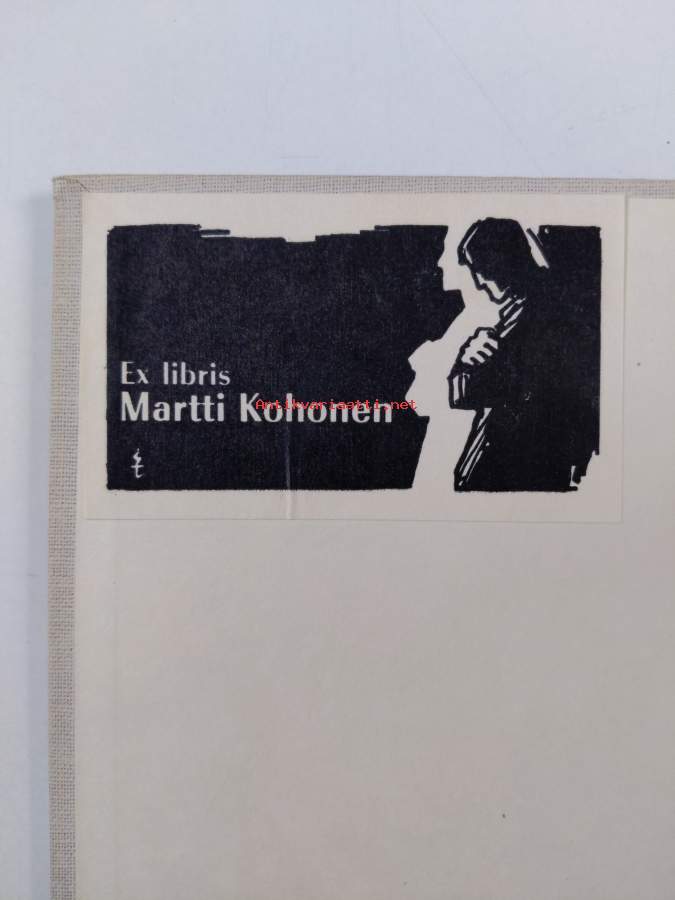 Ex libris
Martti Kohonen
Antikvariaatti.net